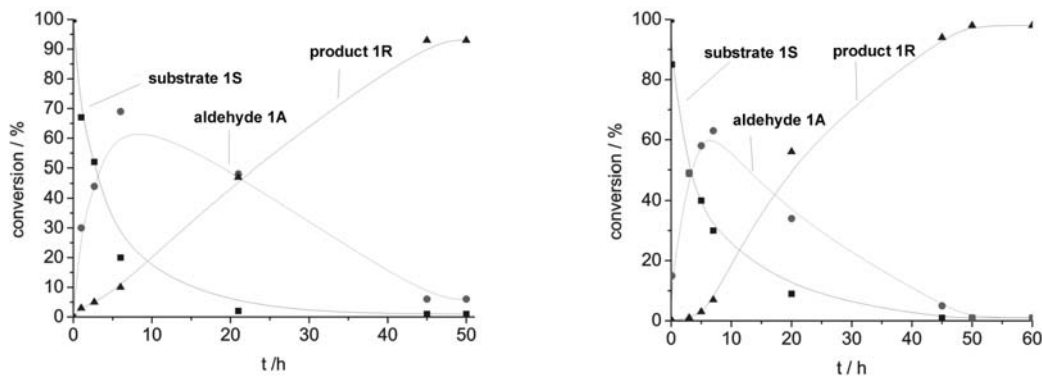 100
90
80
70
60
50
40
30
20
10
0
conversion / %
substrate 1S
product 1R
aldehyde 1A
0 10 20 30 40 50
t /h
100
80
60
40
20
0
conversion / %
substrate 1S
product 1R
aldehyde 1A
0 10 20 30 40 50 60
t / h